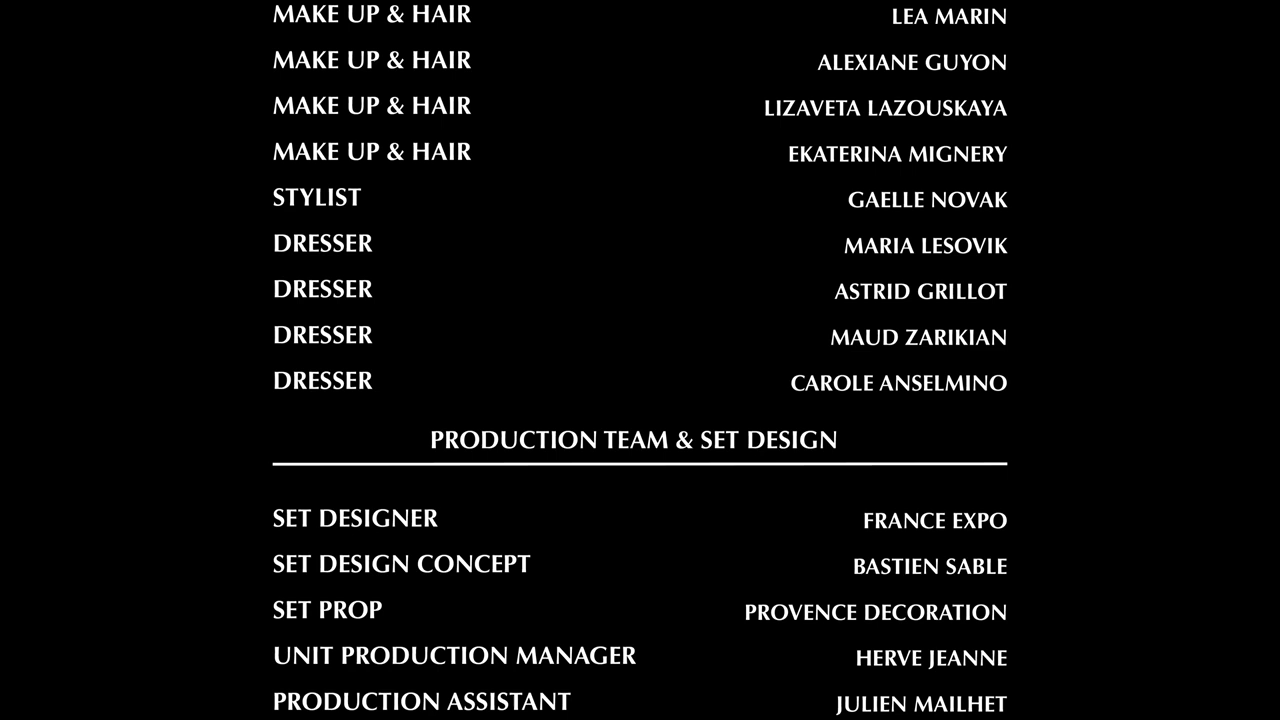 MAKE UP & HAIR LEA MARIN
MAKE UP & HAIR ALEXIANE GUYON
MAKE UP & HAIR LIZAVETA LAZOUSKAYA
MAKE UP & HAIR EKATERINA MIGNERY
STYLIST GAELLE NOVAK
DRESSER MARIA LESOVIK
DRESSER ASTRID GRILLOT
DRESSER MAUD ZARIKIAN
DRESSER CAROLE ANSELMINO
PRODUCTION TEAM & SET DESIGN
SET DESIGNER FRANCE EXPO
SET DESIGN CONCEPT BASTIEN SABLE
SET PROP PROVENCE DECORATION
UNIT PRODUCTION MANAGER HERVE JEANNE
PRODUCTION ASSISTANT JULIEN MAILHET